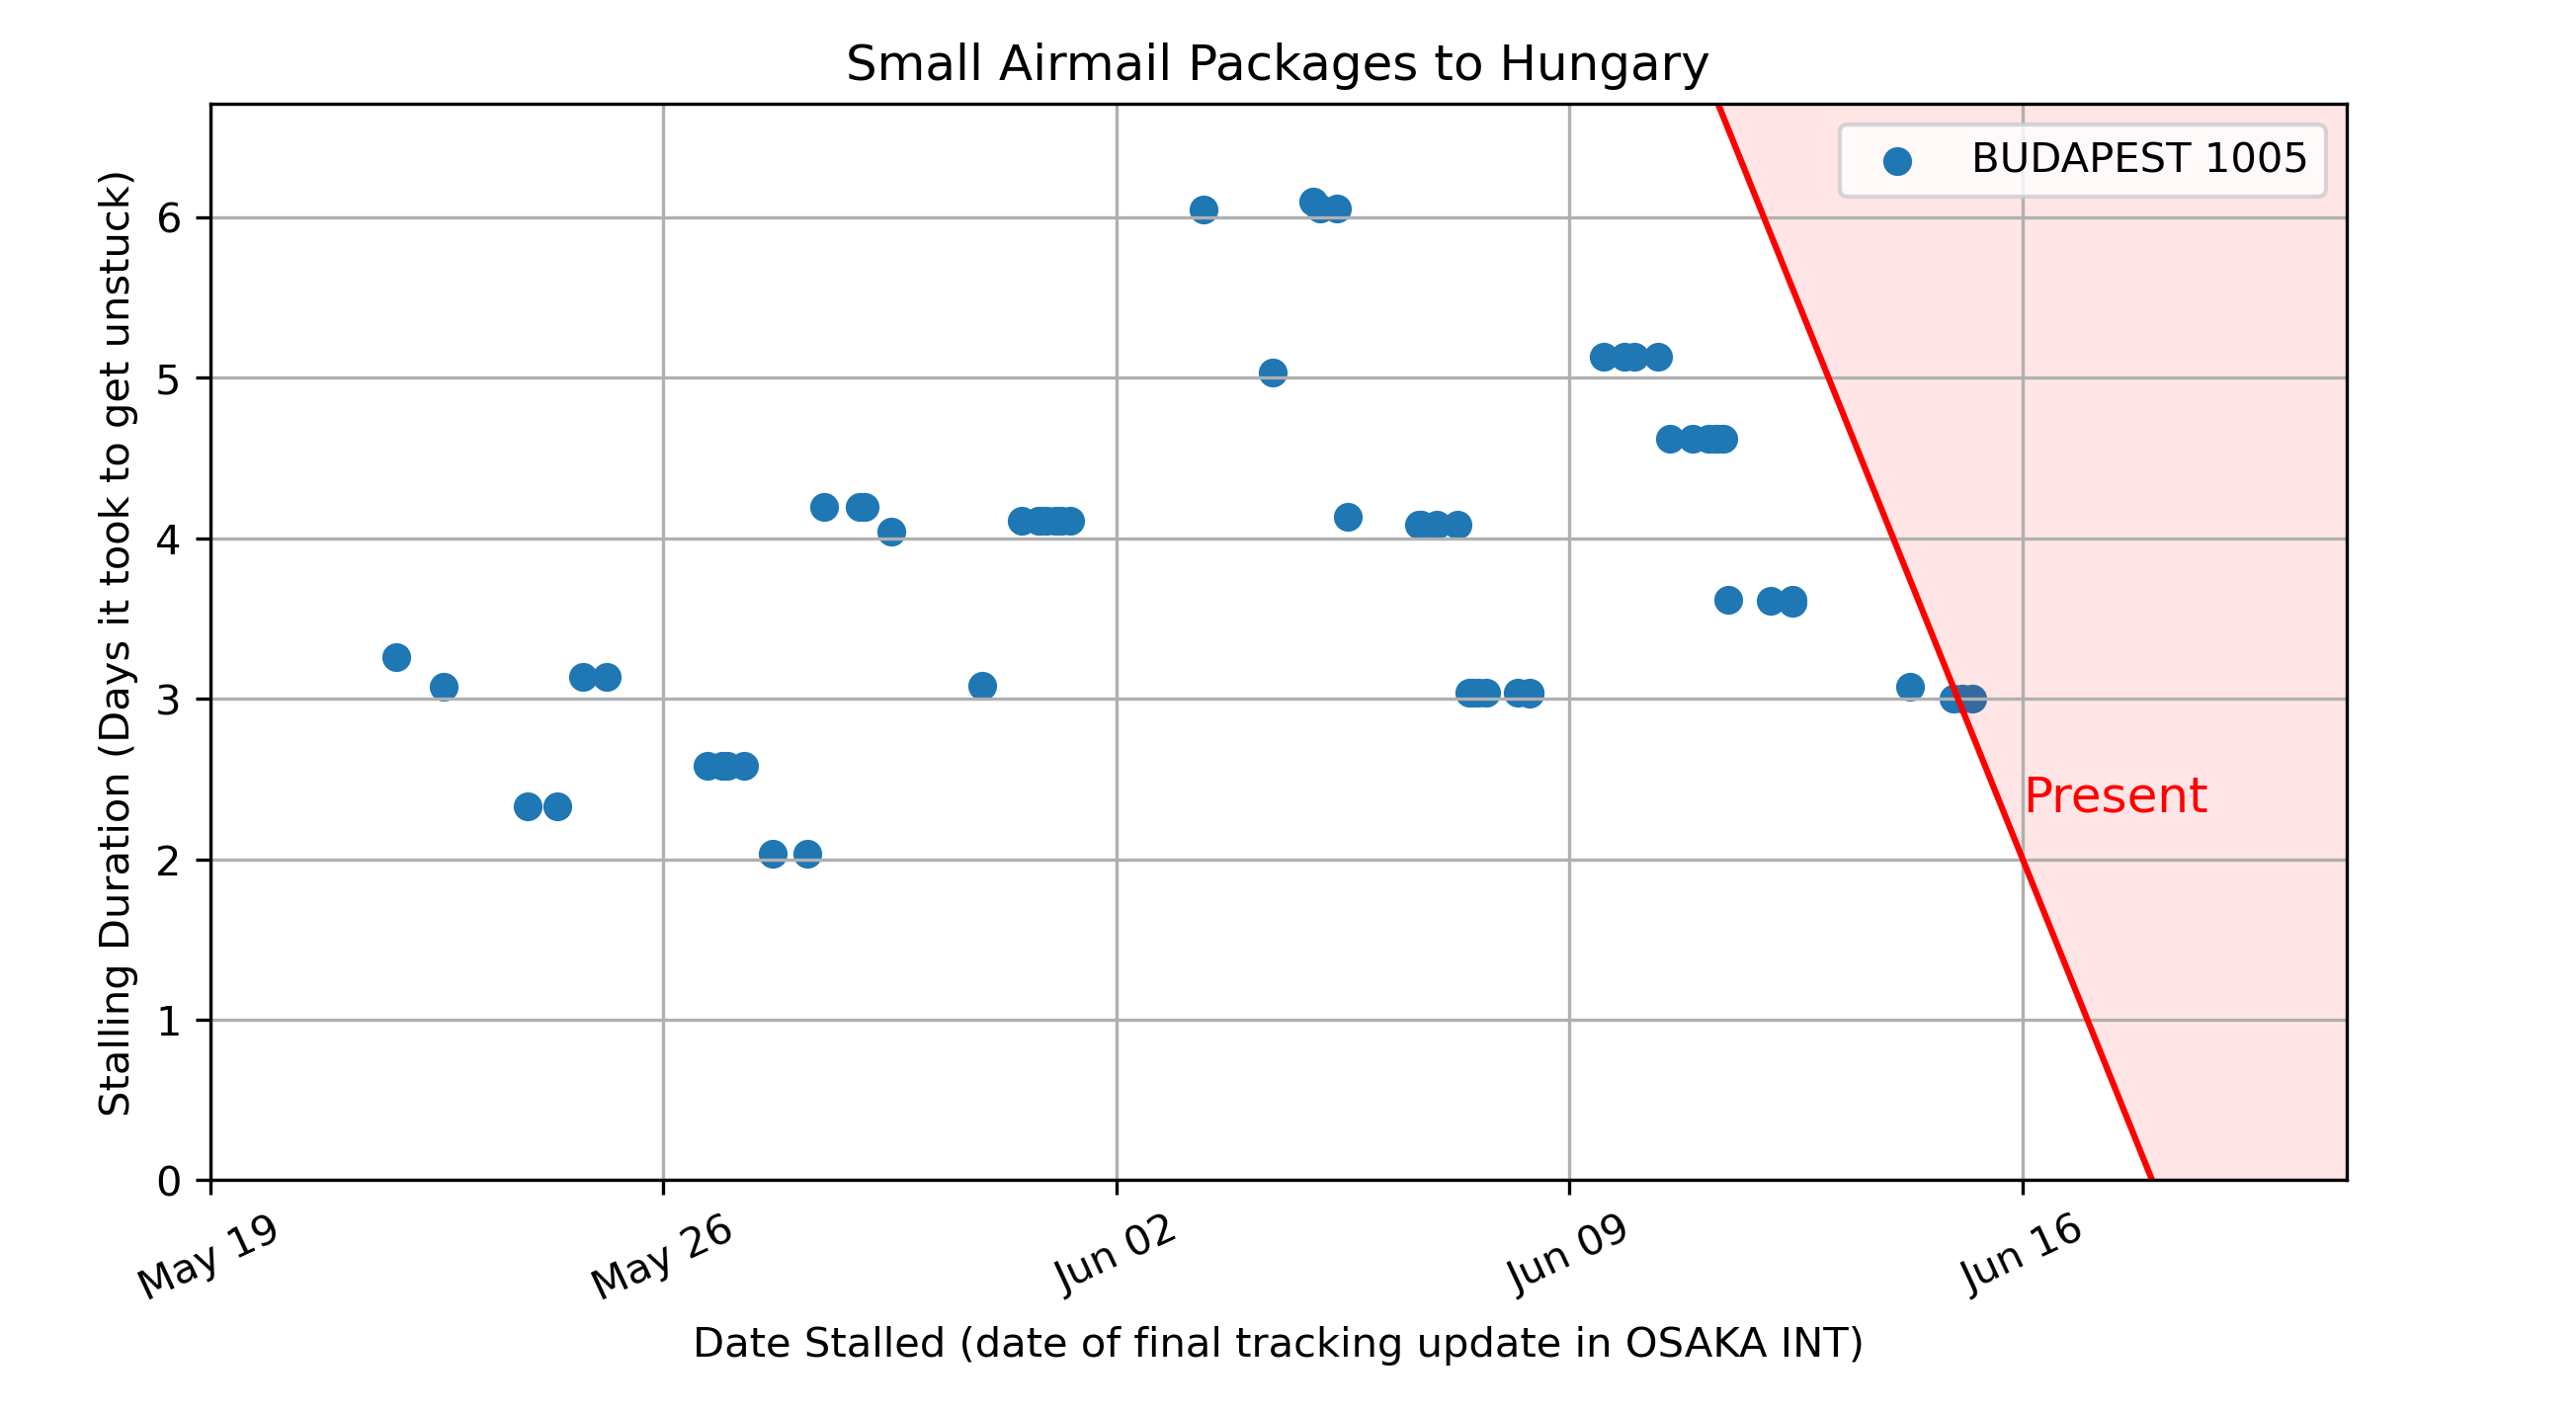 Small Airmail Packages to Hungary
BUDAPEST 1005
Stalling Duration (Days it took to get unstuck)
6
5
4
3
2
1
0
Present
May 19
May 26
Jun 02
Jun 09
Jun 16
Date Stalled (date of final tracking update in OSAKA INT)